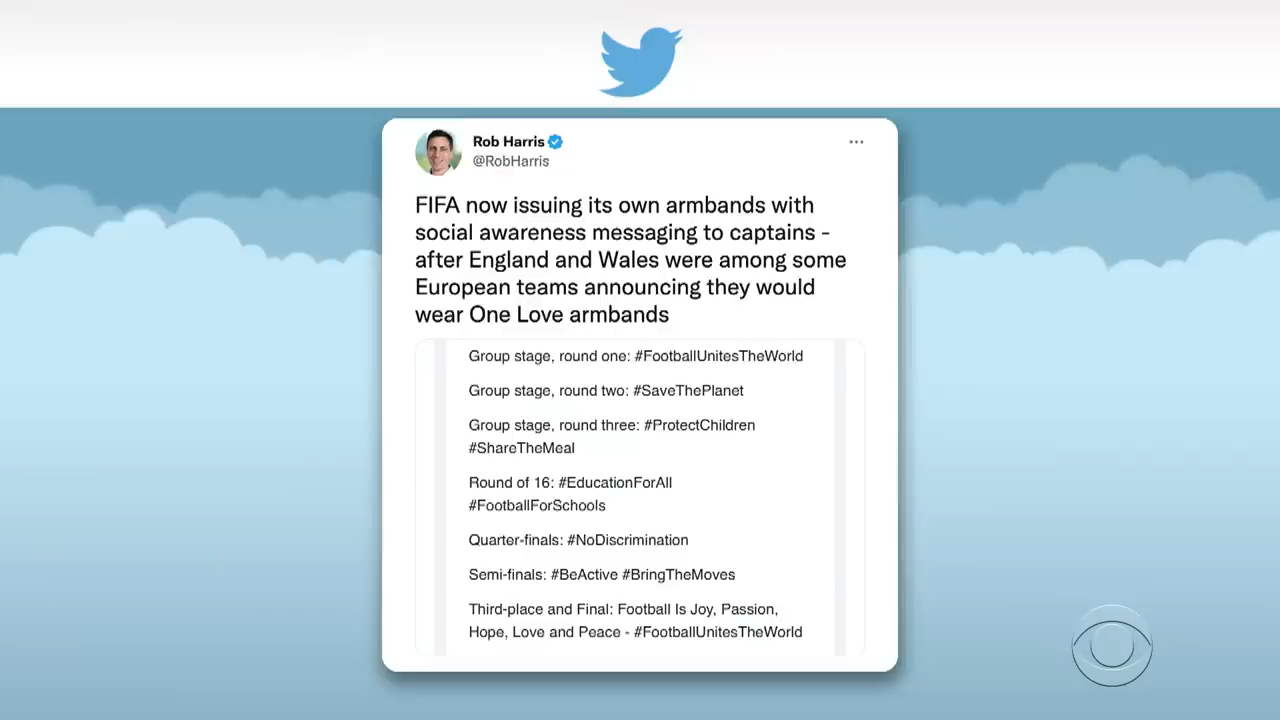 Rob Harris
@RobHarris
FIFA now issuing its own armbands with
social awareness messaging to captains -
after England and Wales were among some
European teams announcing they would
wear One Love armbands
Group stage, round one: #FootballUnitesTheWorld
Group stage, round two: #SaveThePlanet
Group stage, round three: #ProtectChildren
#ShareTheMeal
Round of 16: #EducationForAll
#FootballForSchools
Quarter-finals: #NoDiscrimination
Semi-finals: #BeActive #BringTheMoves
Third-place and Final: Football Is Joy, Passion,
Hope, Love and Peace - #FootballUnitesTheWorld